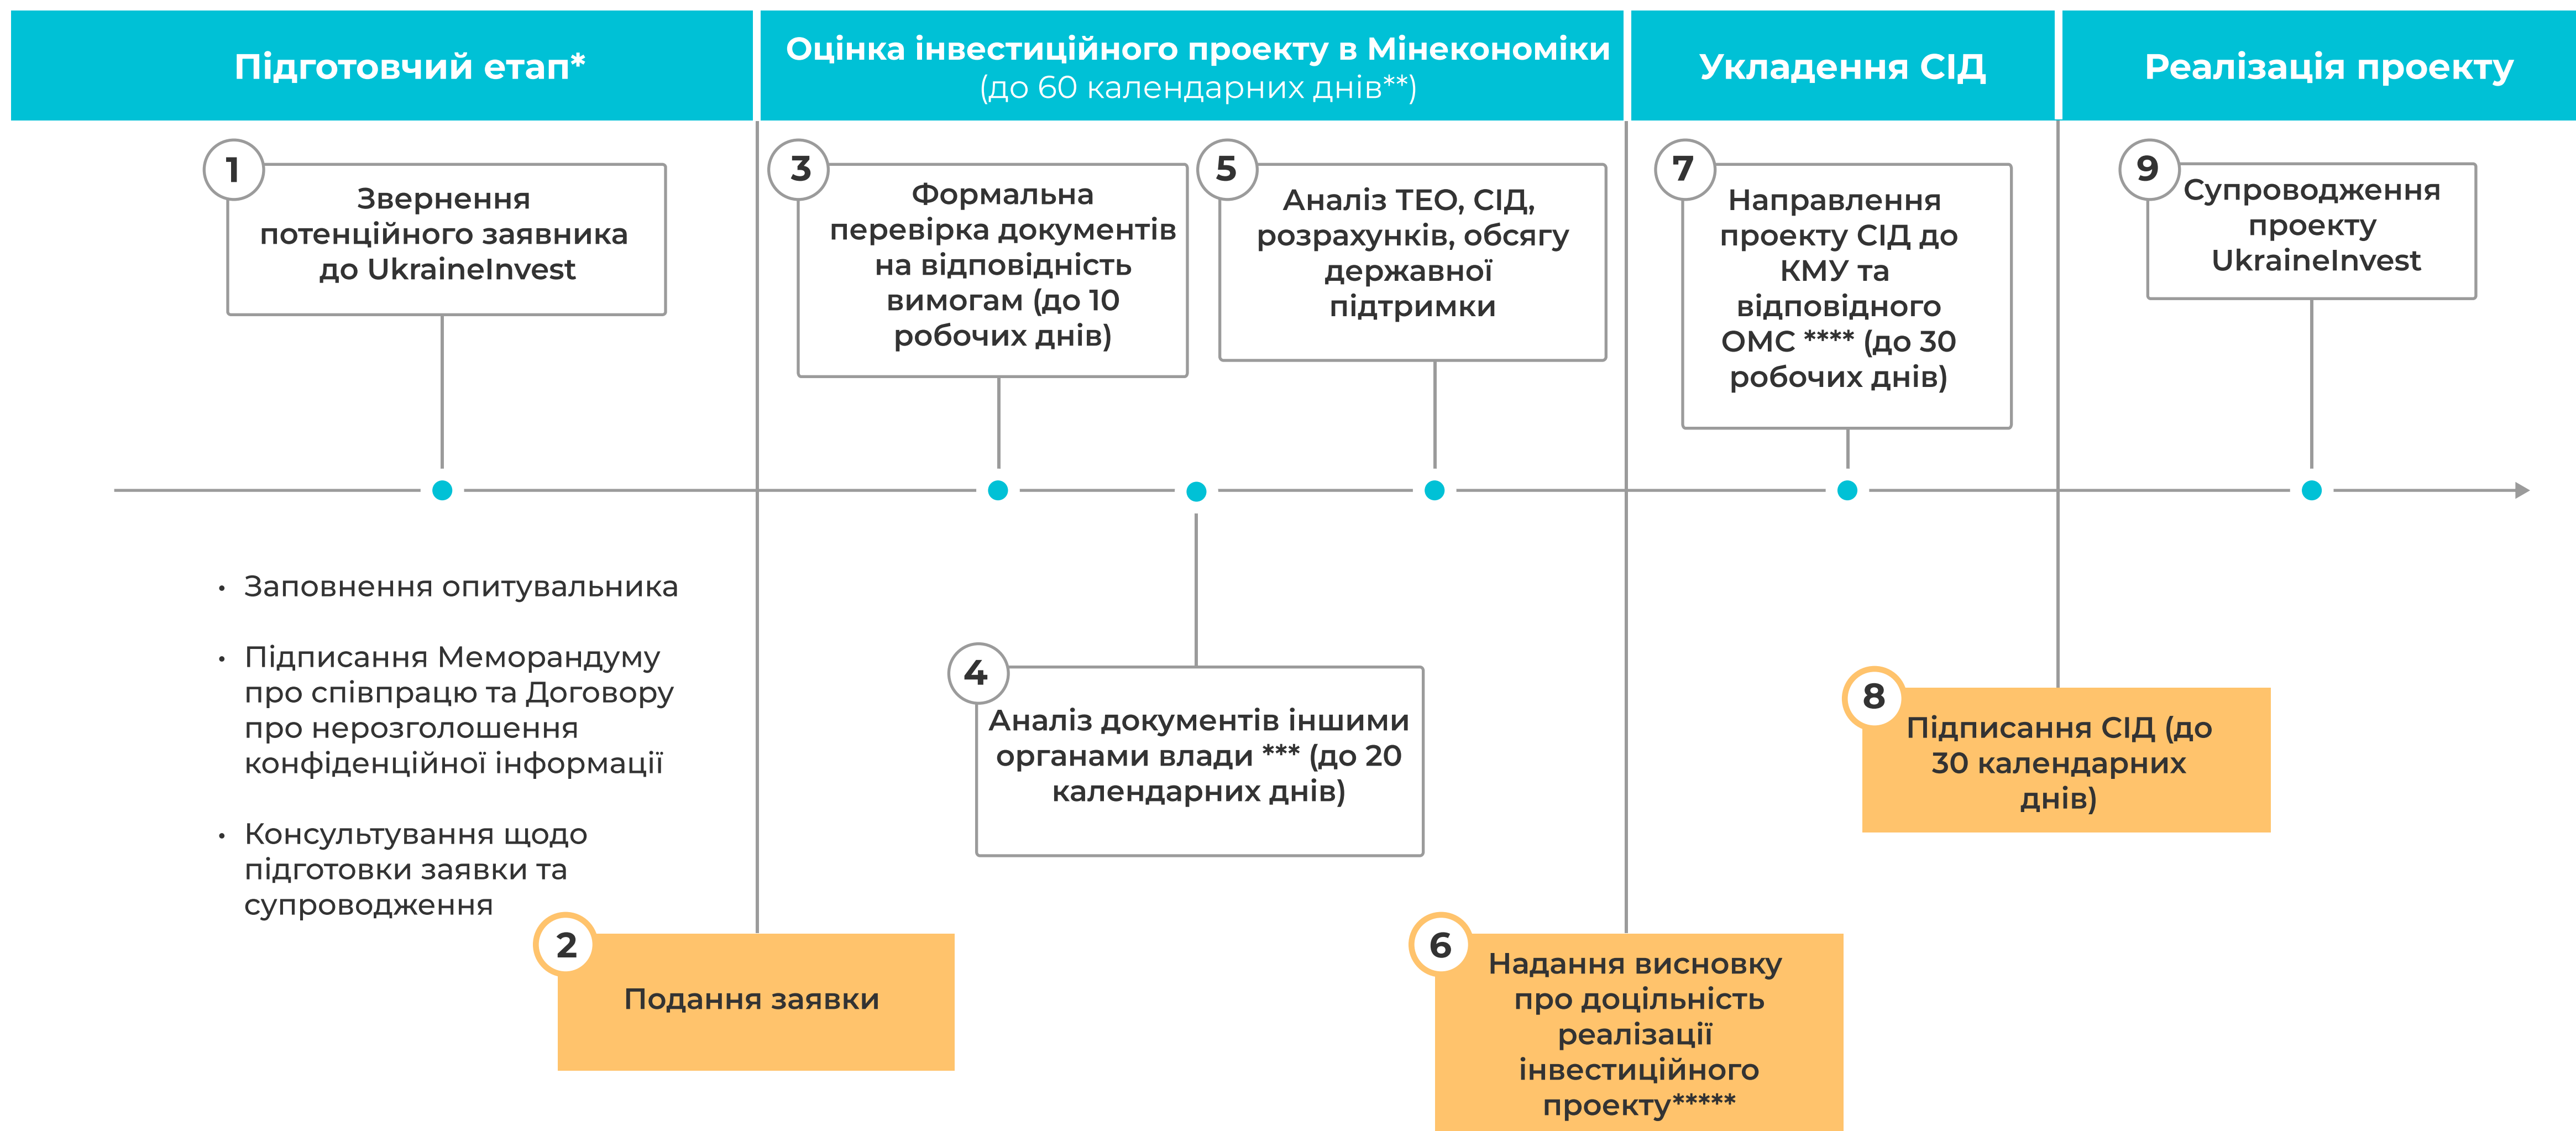 Підготовчий етап*
Оцінка інвестиційного проекту в Мінекономіки
(до 60 календарних днів**)
Укладення СІД
Реалізація проекту
1
Звернення
потенційного заявника
до UkraineInvest
3
Формальна
перевірка документів
на відповідність
вимогам (до 10
робочих днів)
5
Аналіз ТЕО, СІД,
розрахунків, обсягу
державної
підтримки
7
Направлення
проекту СІД до
КМУ та
відповідного
ОМС **** (до 30
робочих днів)
9
Супроводження
проекту
UkraineInvest
• Заповнення опитувальника
• Підписання Меморандуму
про співпрацю та Договору
про нерозголошення
конфіденційної інформації
• Консультування щодо
підготовки заявки та
супроводження
2
Подання заявки
4
Аналіз документів іншими
органами влади *** (до 20
календарних днів)
6
Надання висновку
про доцільність
реалізації
інвестиційного
проекту*****
8
Підписання СІД (до
30 календарних
днів)